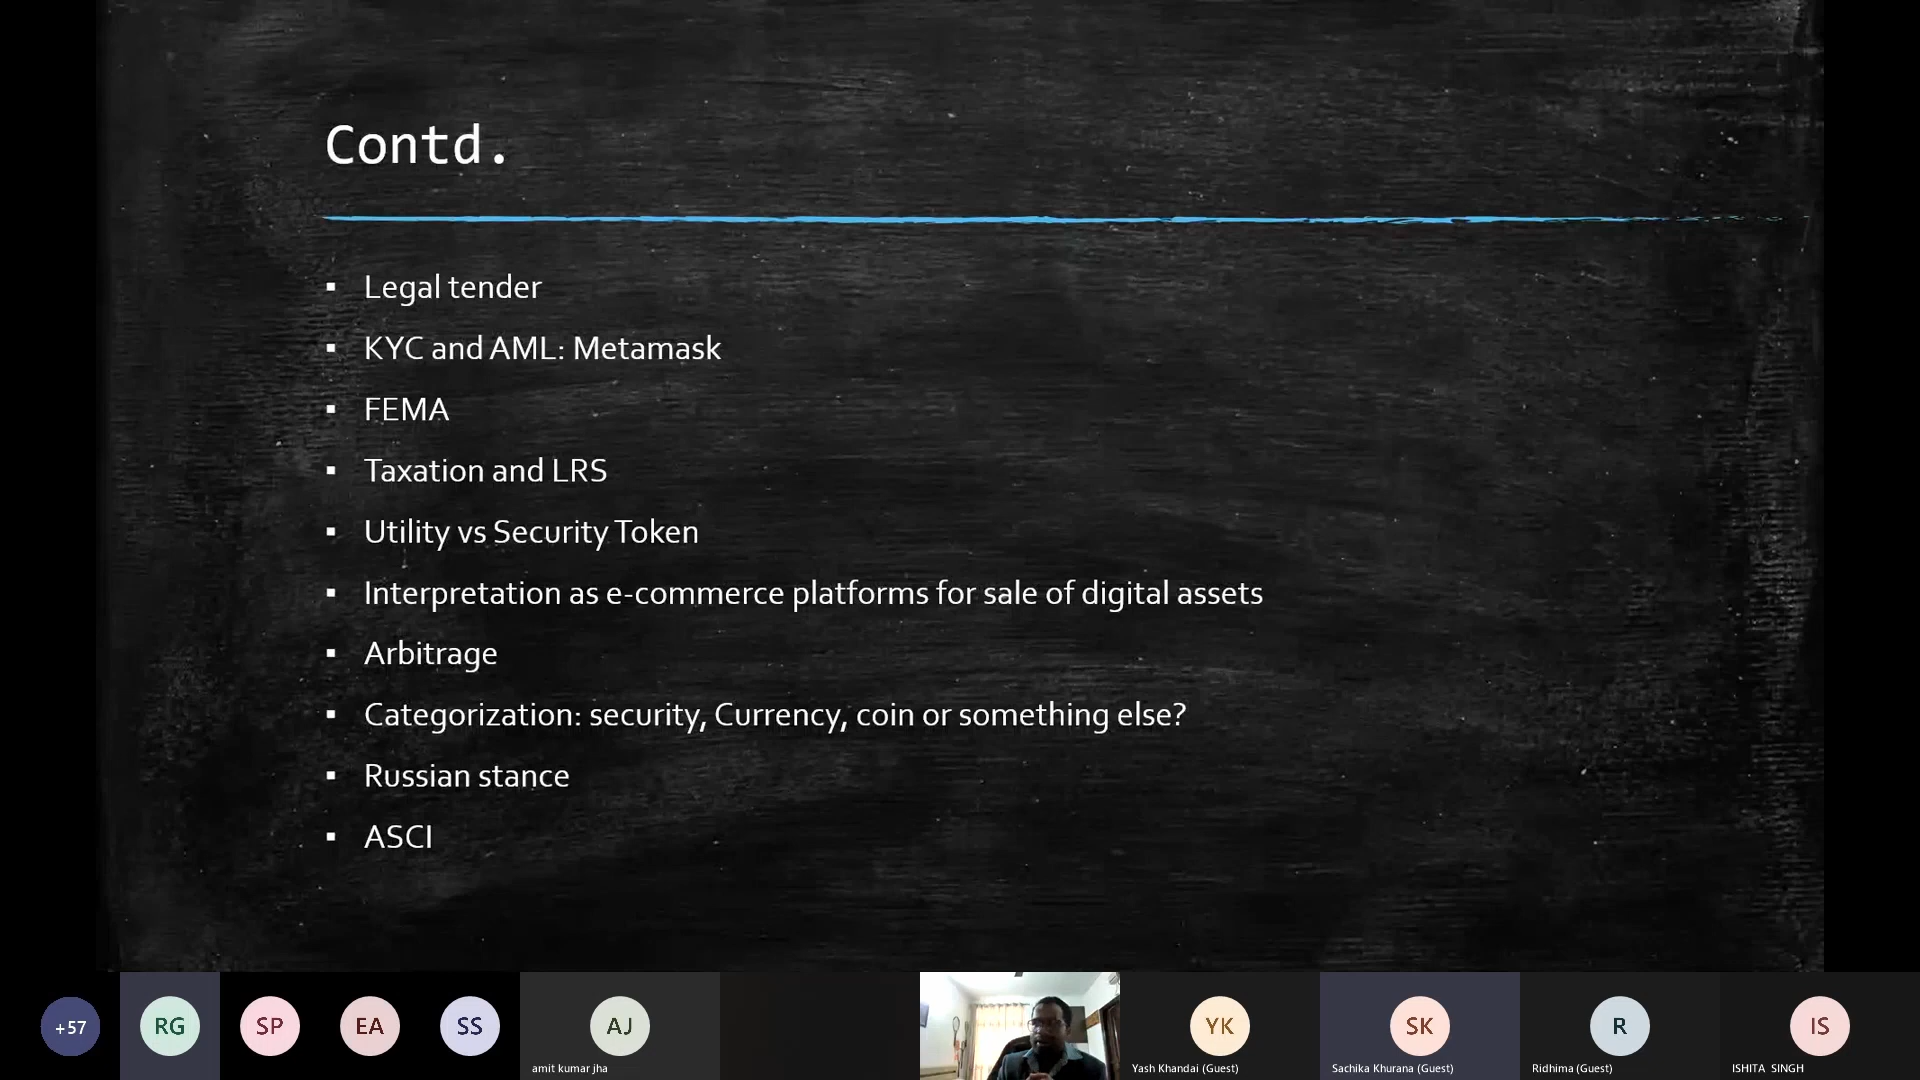 Contd.
Legal tender
KYC and AML: Metamask
FEMA
Taxation and LRS
Utility vs Security Token
Interpretation as e-commerce platforms for sale of digital assets
Arbitrage
Categorization: security, Currency, coin or something else?
Russian stance
ASCI
+57
RG
SP
EA
SS
AJ
amit kumar jha
YK
Yash Khandai (Guest)
SK
Sachika Khurana (Guest)
R
Ridhima (Guest)
IS
ISHITA SINGH